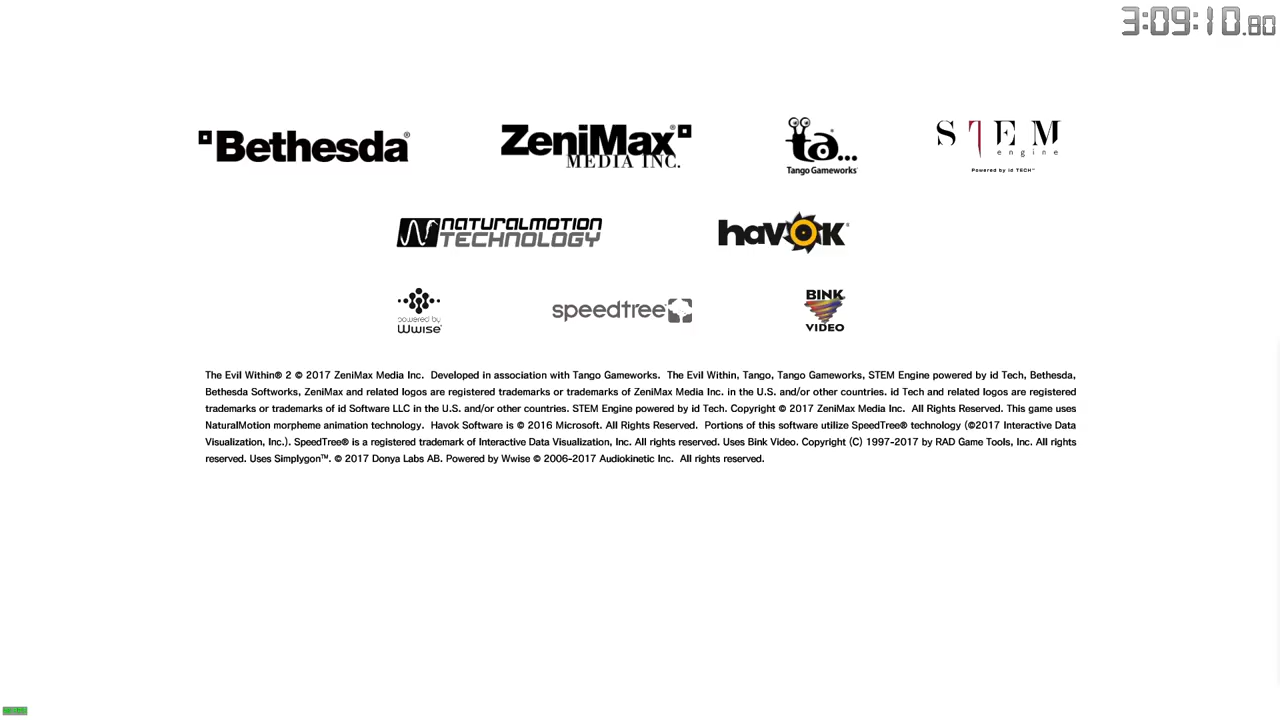 3:09:10.80
Bethesda®
ZeniMax®
MEDIA INC.
ta...®
Tango Gameworks®
STEM
engine
Powered by id TECH™
NATURALMOTION
TECHNOLOGY
havok®
powered by
Wwise®
speedtree®
BINK
VIDEO
The Evil Within® 2 © 2017 ZeniMax Media Inc.  Developed in association with Tango Gameworks.  The Evil Within, Tango, Tango Gameworks, STEM Engine powered by id Tech, Bethesda,
Bethesda Softworks, ZeniMax and related logos are registered trademarks or trademarks of ZeniMax Media Inc. in the U.S. and/or other countries. id Tech and related logos are registered
trademarks or trademarks of id Software LLC in the U.S. and/or other countries. STEM Engine powered by id Tech. Copyright © 2017 ZeniMax Media Inc.  All Rights Reserved. This game uses
NaturalMotion morpheme animation technology.  Havok Software is © 2016 Microsoft. All Rights Reserved.  Portions of this software utilize SpeedTree® technology (©2017 Interactive Data
Visualization, Inc.). SpeedTree® is a registered trademark of Interactive Data Visualization, Inc. All rights reserved. Uses Bink Video. Copyright (C) 1997-2017 by RAD Game Tools, Inc. All rights
reserved. Uses Simplygon™. © 2017 Donya Labs AB. Powered by Wwise © 2006-2017 Audiokinetic Inc.  All rights reserved.